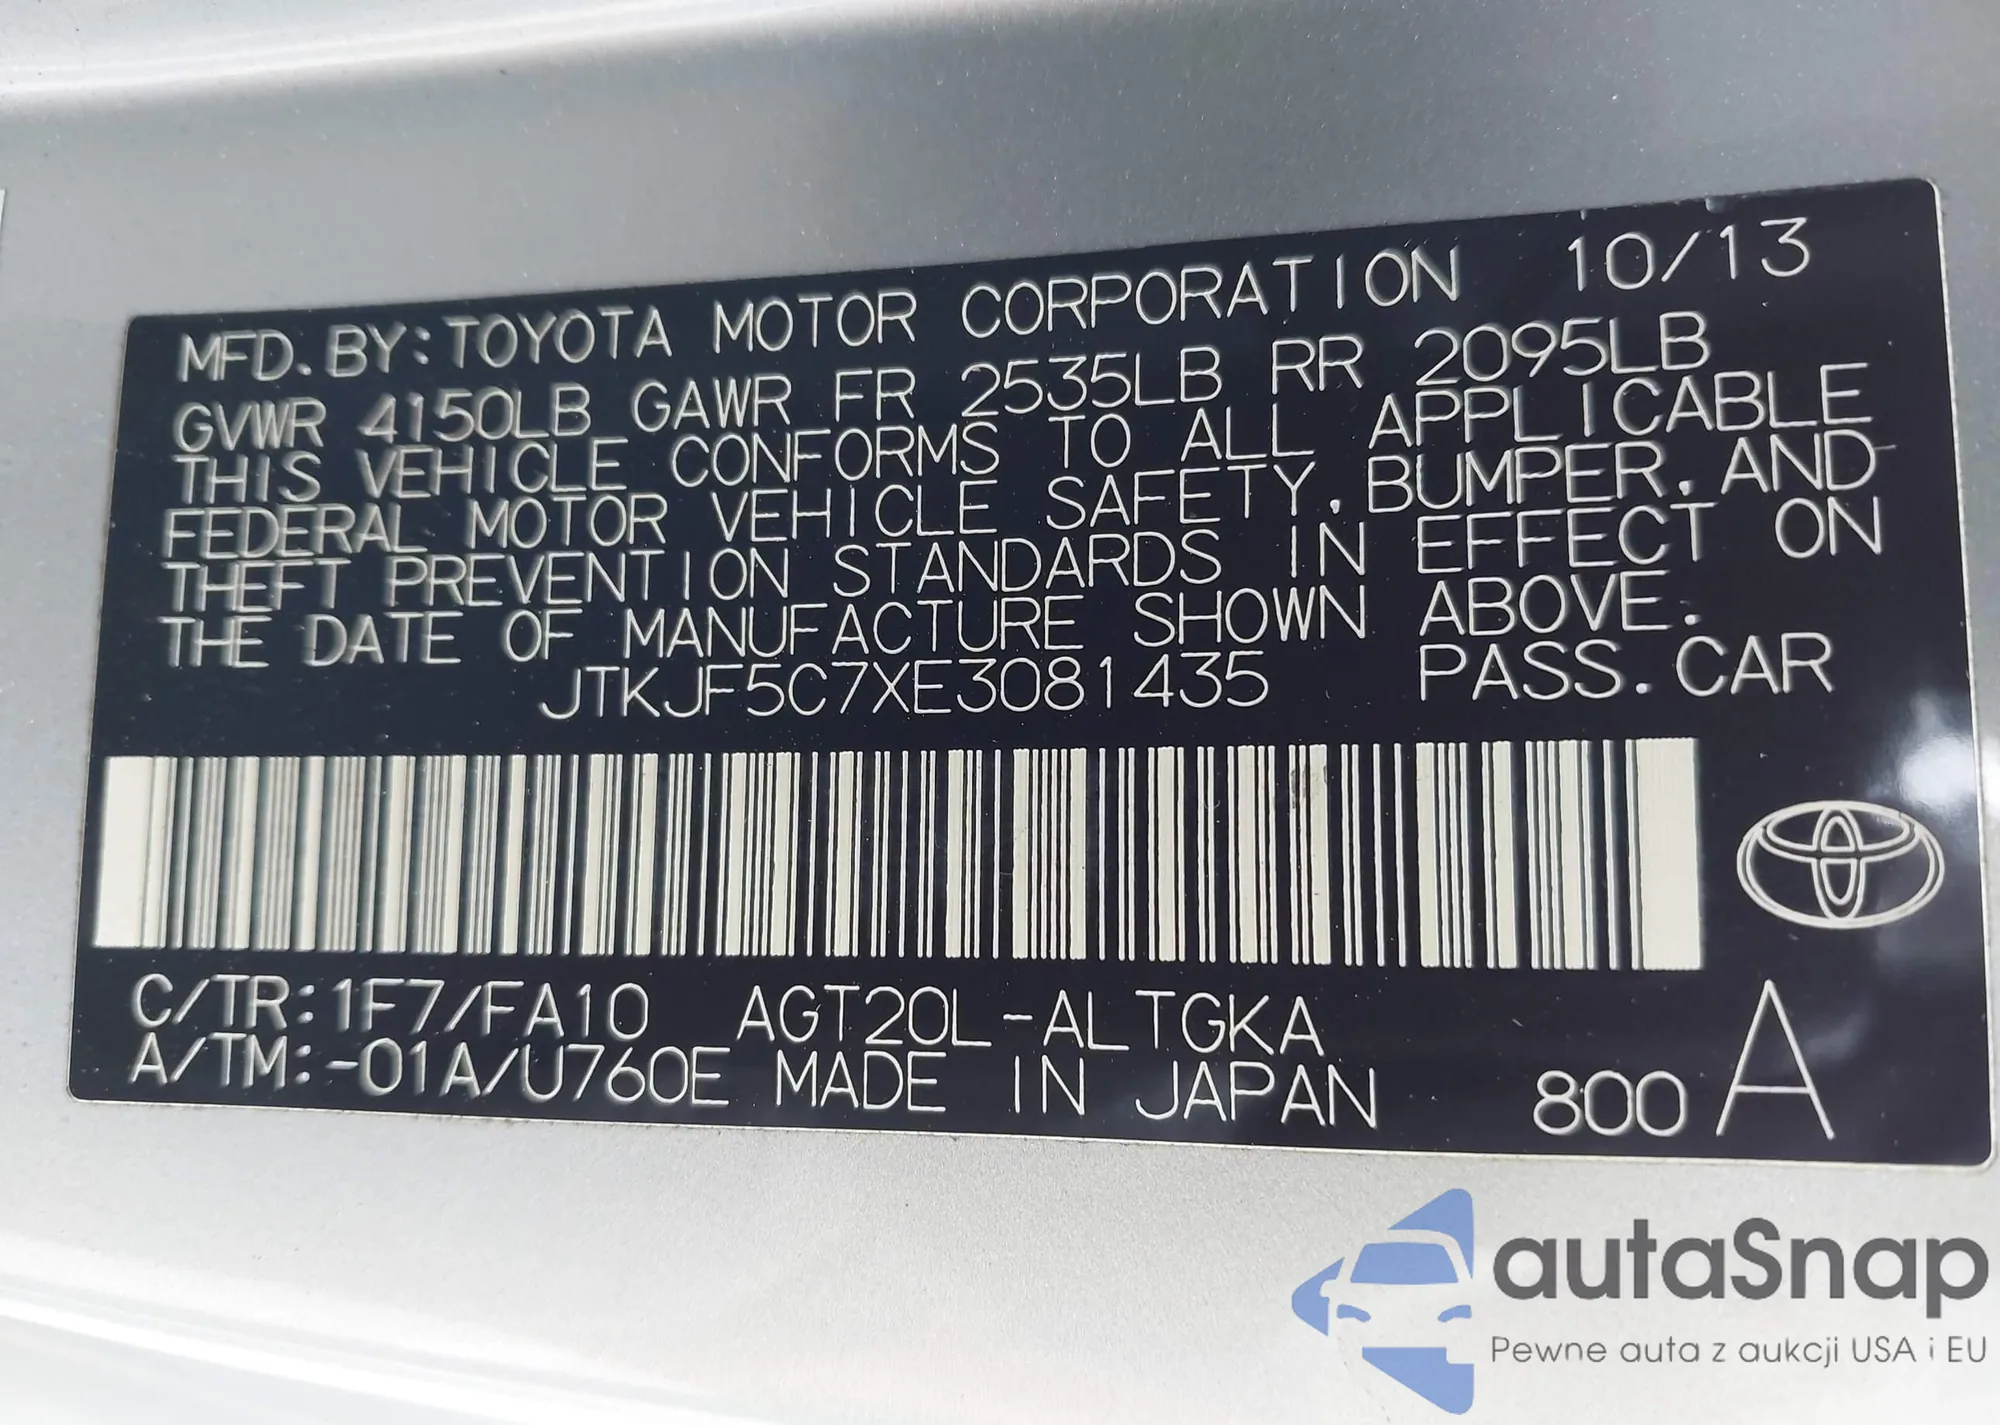 MFD. BY: TOYOTA MOTOR CORPORATION 10/13
GVWR 4150LB GAWR FR 2535LB RR 2095LB
THIS VEHICLE CONFORMS TO ALL APPLICABLE
FEDERAL MOTOR VEHICLE SAFETY, BUMPER, AND
THEFT PREVENTION STANDARDS IN EFFECT ON
THE DATE OF MANUFACTURE SHOWN ABOVE.
JTKJF5C7XE3081435 PASS. CAR
C/TR: 1F7/FA10 AGT20L-ALTGKA
A/TM: -01A/U760E MADE IN JAPAN 800 A
autaSnap
Pewne auta z aukcji USA i EU